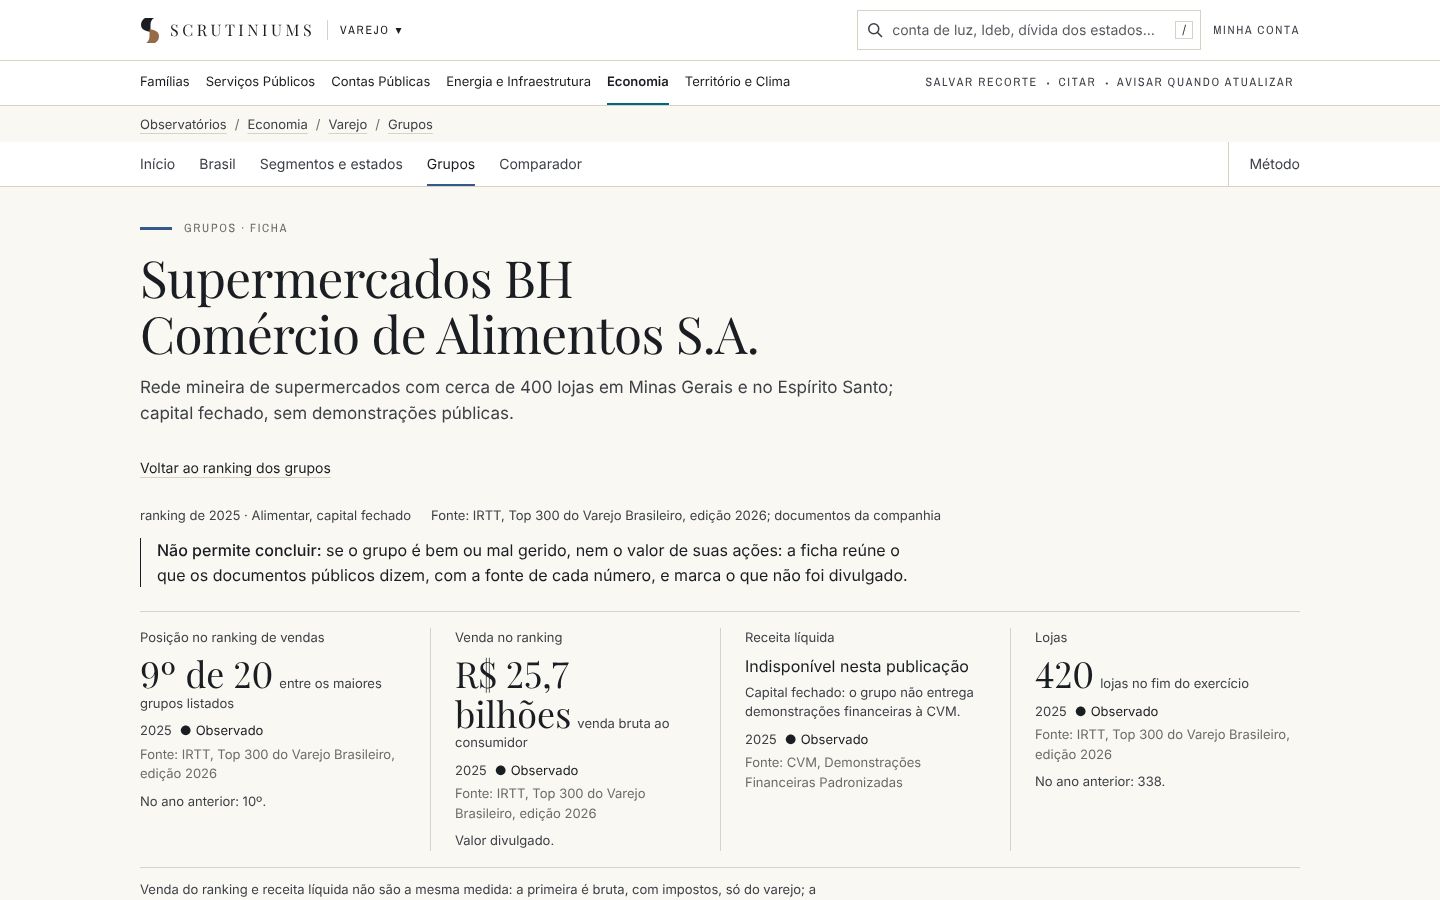 SCRUTINIUMS
VAREJO ▼
conta de luz, Ideb, dívida dos estados...
/
MINHA CONTA
Famílias
Serviços Públicos
Contas Públicas
Energia e Infraestrutura
Economia
Território e Clima
SALVAR RECORTE · CITAR · AVISAR QUANDO ATUALIZAR
Observatórios / Economia / Varejo / Grupos
Início
Brasil
Segmentos e estados
Grupos
Comparador
Método
GRUPOS · FICHA
Supermercados BH
Comércio de Alimentos S.A.
Rede mineira de supermercados com cerca de 400 lojas em Minas Gerais e no Espírito Santo;
capital fechado, sem demonstrações públicas.
Voltar ao ranking dos grupos
ranking de 2025 · Alimentar, capital fechado
Fonte: IRTT, Top 300 do Varejo Brasileiro, edição 2026; documentos da companhia
Não permite concluir: se o grupo é bem ou mal gerido, nem o valor de suas ações: a ficha reúne o
que os documentos públicos dizem, com a fonte de cada número, e marca o que não foi divulgado.
Posição no ranking de vendas
9º de 20 entre os maiores
grupos listados
2025 ● Observado
Fonte: IRTT, Top 300 do Varejo Brasileiro,
edição 2026
No ano anterior: 10º.
Venda no ranking
R$ 25,7
bilhões venda bruta ao
consumidor
2025 ● Observado
Fonte: IRTT, Top 300 do Varejo
Brasileiro, edição 2026
Valor divulgado.
Receita líquida
Indisponível nesta publicação
Capital fechado: o grupo não entrega
demonstrações financeiras à CVM.
2025 ● Observado
Fonte: CVM, Demonstrações
Financeiras Padronizadas
Lojas
420 lojas no fim do exercício
2025 ● Observado
Fonte: IRTT, Top 300 do Varejo Brasileiro,
edição 2026
No ano anterior: 338.
Venda do ranking e receita líquida não são a mesma medida: a primeira é bruta, com impostos, só do varejo; a